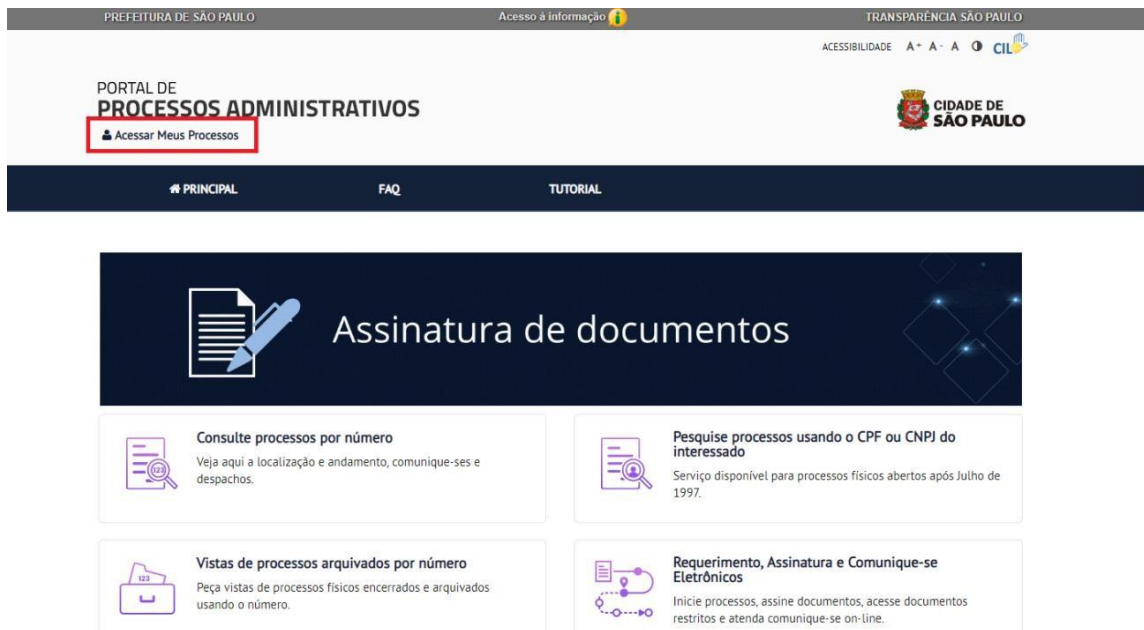 PREFEITURA DE SÃO PAULO
Acesso à informação
TRANSPARÊNCIA SÃO PAULO
ACESSIBILIDADE A+ A- A CIL
PORTAL DE
PROCESSOS ADMINISTRATIVOS
Acessar Meus Processos
CIDADE DE
SÃO PAULO
PRINCIPAL
FAQ
TUTORIAL
Assinatura de documentos
Consulte processos por número
Veja aqui a localização e andamento, comunique-ses e
despachos.
123
Pesquise processos usando o CPF ou CNPJ do
interessado
Serviço disponível para processos físicos abertos após Julho de
1997.
Vistas de processos arquivados por número
Peça vistas de processos físicos encerrados e arquivados
usando o número.
123
Requerimento, Assinatura e Comunique-se
Eletrônicos
Inicie processos, assine documentos, acesse documentos
restritos e atenda comunique-se on-line.